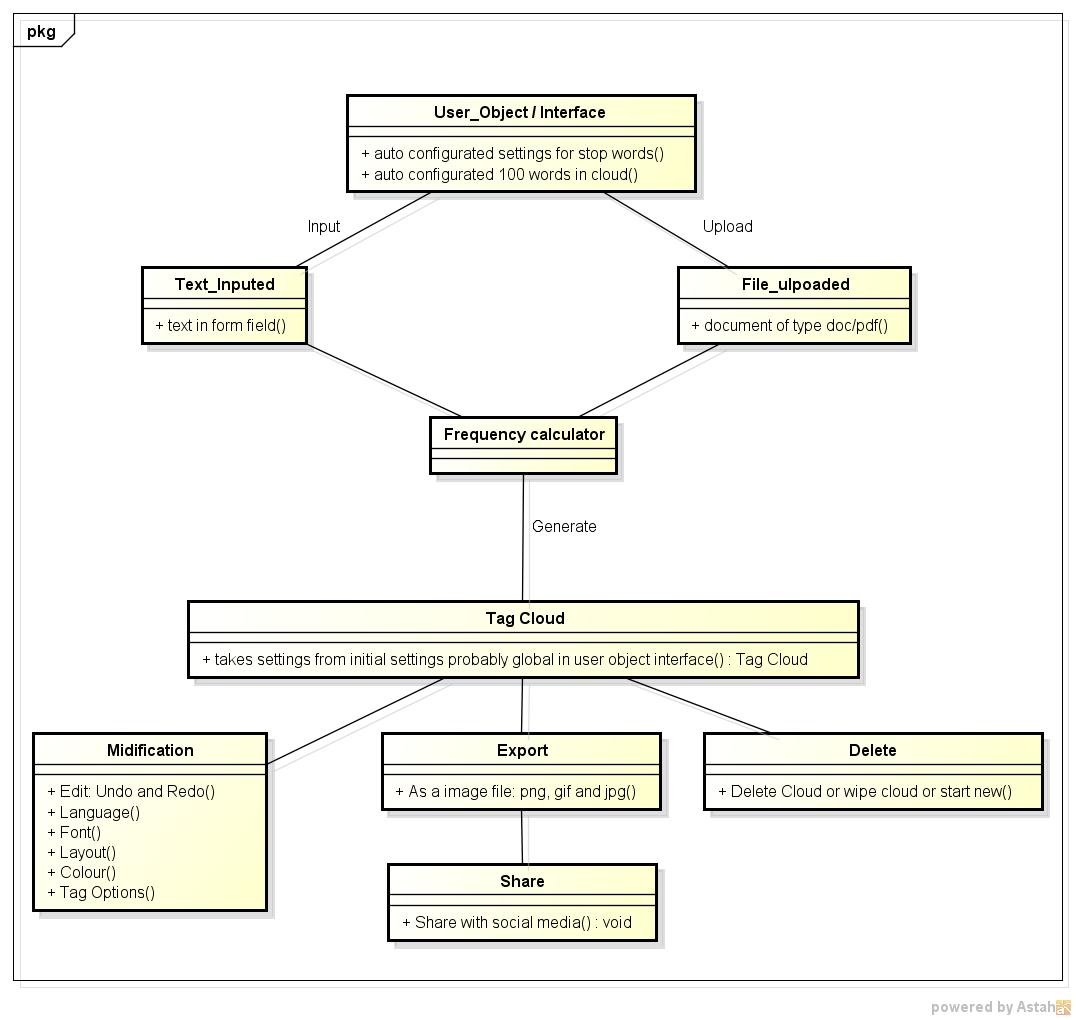 pkg
User_Object / Interface
+ auto configurated settings for stop words()
+ auto configurated 100 words in cloud()
Input
Upload
Text_Inputed
+ text in form field()
File_ulpoaded
+ document of type doc/pdf()
Frequency calculator
Generate
Tag Cloud
+ takes settings from initial settings probably global in user object interface() : Tag Cloud
Midification
+ Edit: Undo and Redo()
+ Language()
+ Font()
+ Layout()
+ Colour()
+ Tag Options()
Export
+ As a image file: png, gif and jpg()
Delete
+ Delete Cloud or wipe cloud or start new()
Share
+ Share with social media() : void
powered by Astah